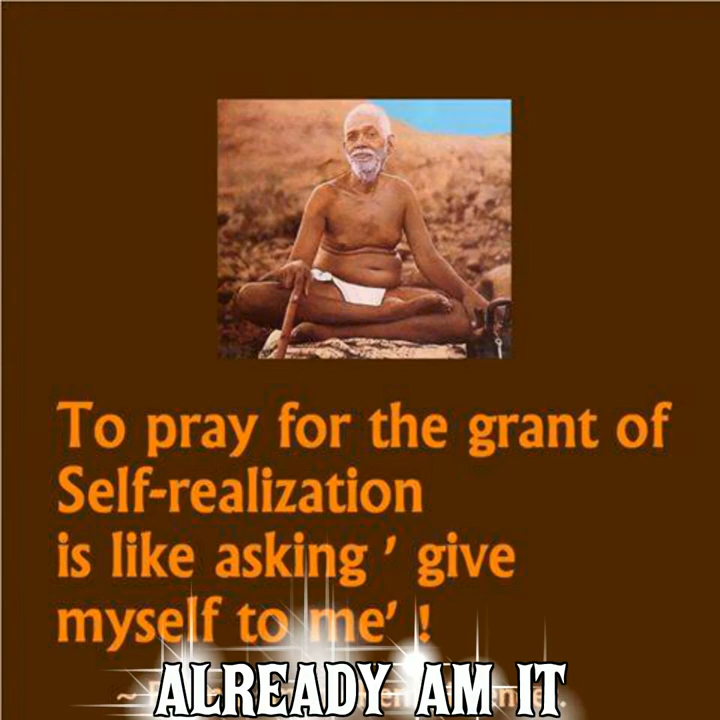 To pray for the grant of
Self-realization
is like asking ’ give
myself to me’ !
ALREADY AM IT